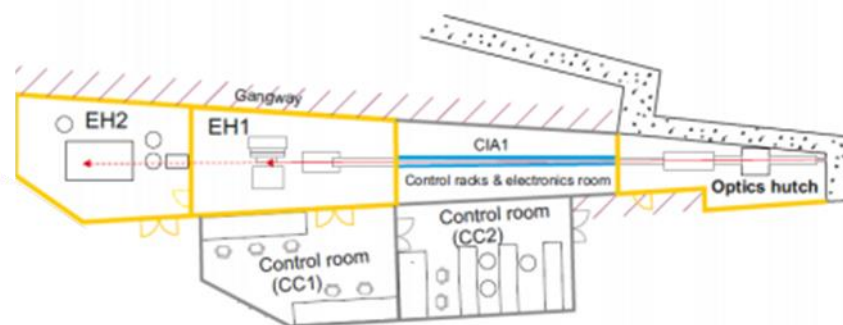 Gangway
EH2
EH1
CIA1
Control racks & electronics room
Optics hutch
Control room
(CC1)
Control room
(CC2)